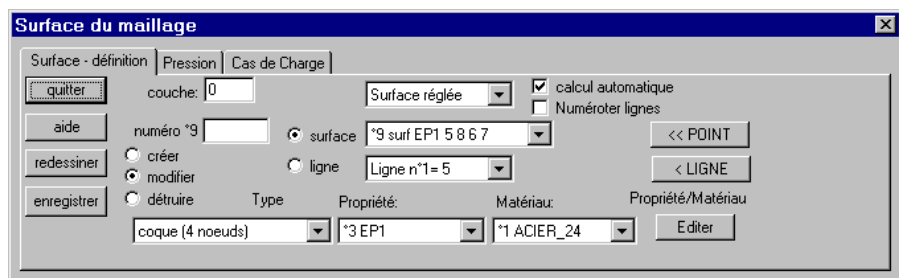 Surface du maillage
Surface - définition Pression Cas de Charge
quitter couche: 0 Surface réglée calcul automatique
Numéroter lignes
aide numéro *9 surface *9 surf EP1 5 8 6 7 << POINT
créer
redessiner modifier ligne Ligne n°1= 5 < LIGNE
enregistrer détruire Type Propriété: Matériau: Propriété/Matériau
coque (4 noeuds) *3 EP1 *1 ACIER_24 Editer